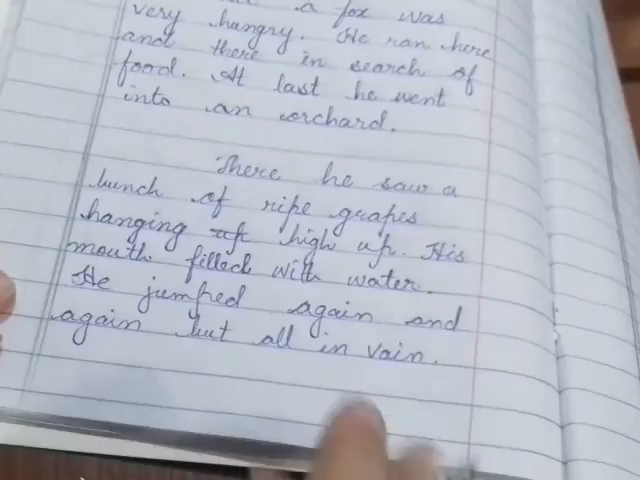 a fox was
very hungry. He ran here
and there in search of
food. At last he went
into an orchard.
There he saw a
bunch of ripe grapes
hanging high up. His
mouth filled with water.
He jumped again and
again but all in vain.